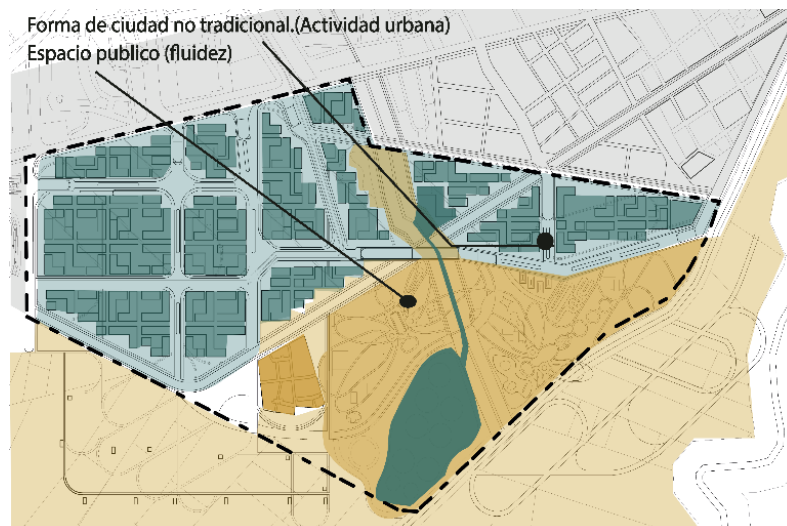 Forma de ciudad no tradicional.(Actividad urbana)
Espacio publico (fluidez)